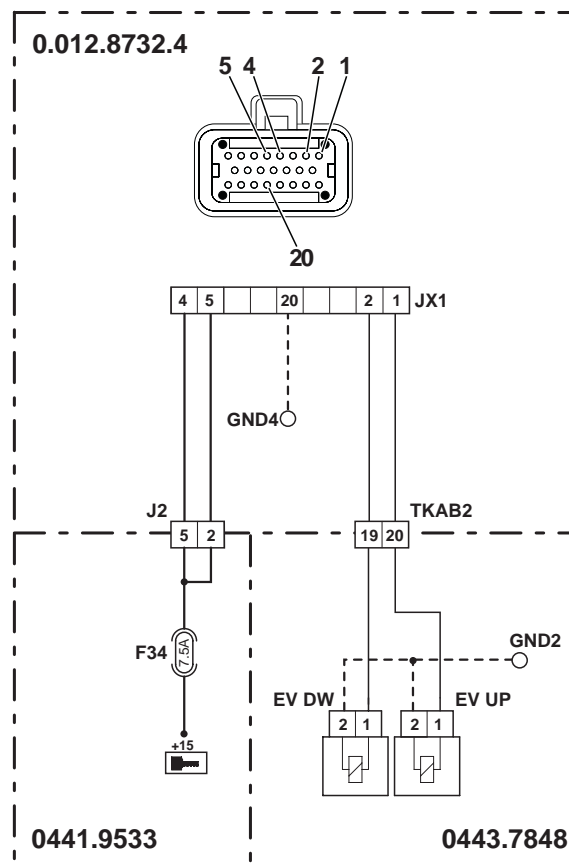 0.012.8732.4
5 4 2 1
20
4 5 20 2 1 JX1
GND4
J2 TKAB2
5 2 19 20
GND2
F34 7.5A
EV DW EV UP
2 1 2 1
+15
0441.9533 0443.7848